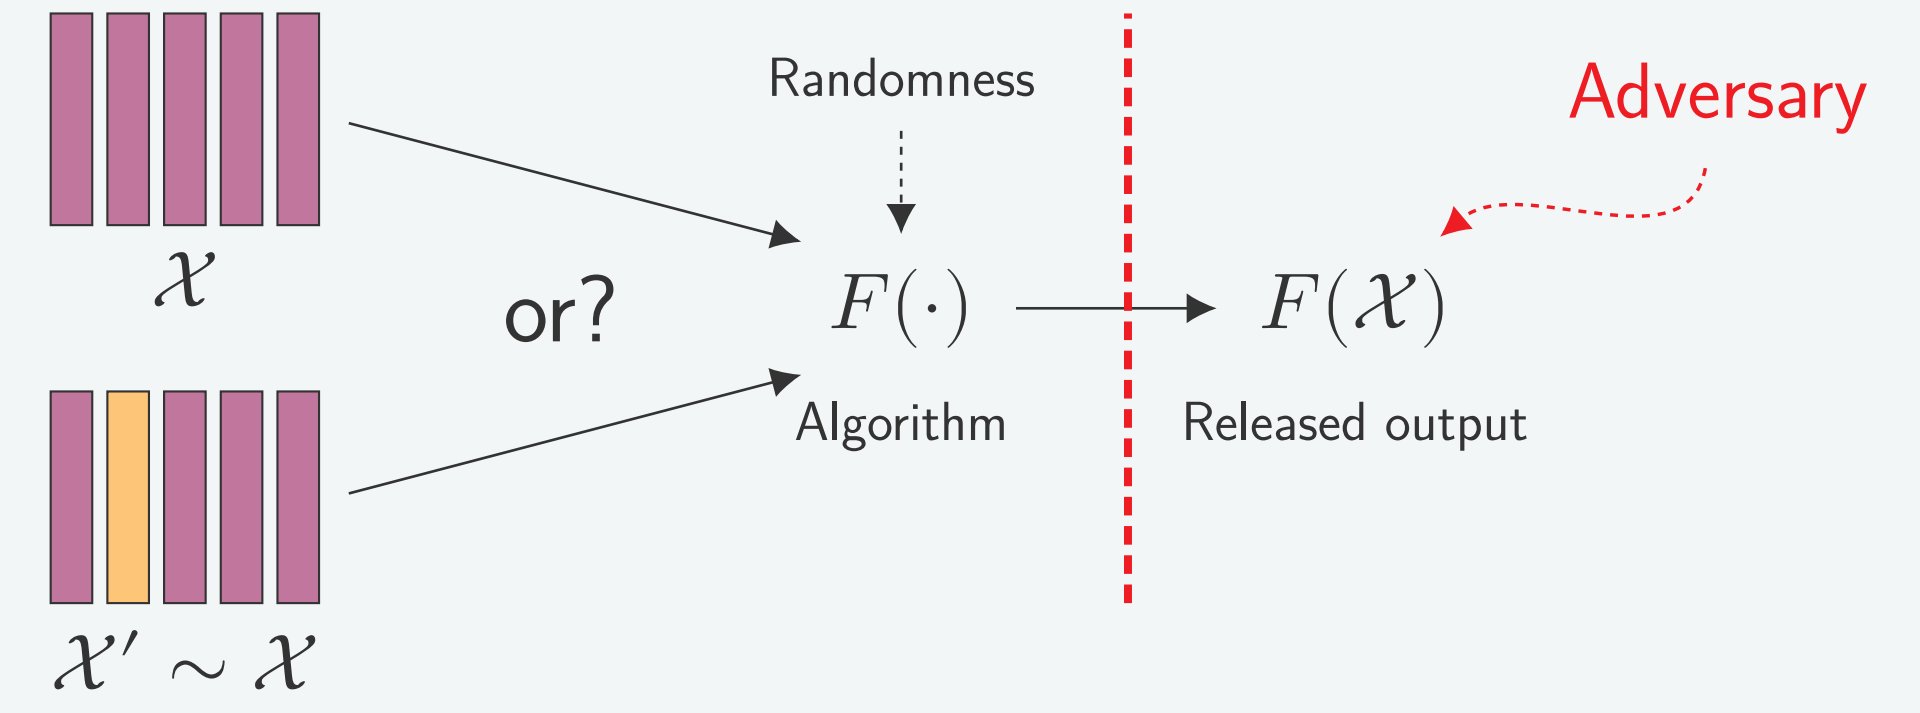 Randomness
Adversary
𝒳
or?
F(·)
F(𝒳)
Algorithm
Released output
𝒳′ ∼ 𝒳